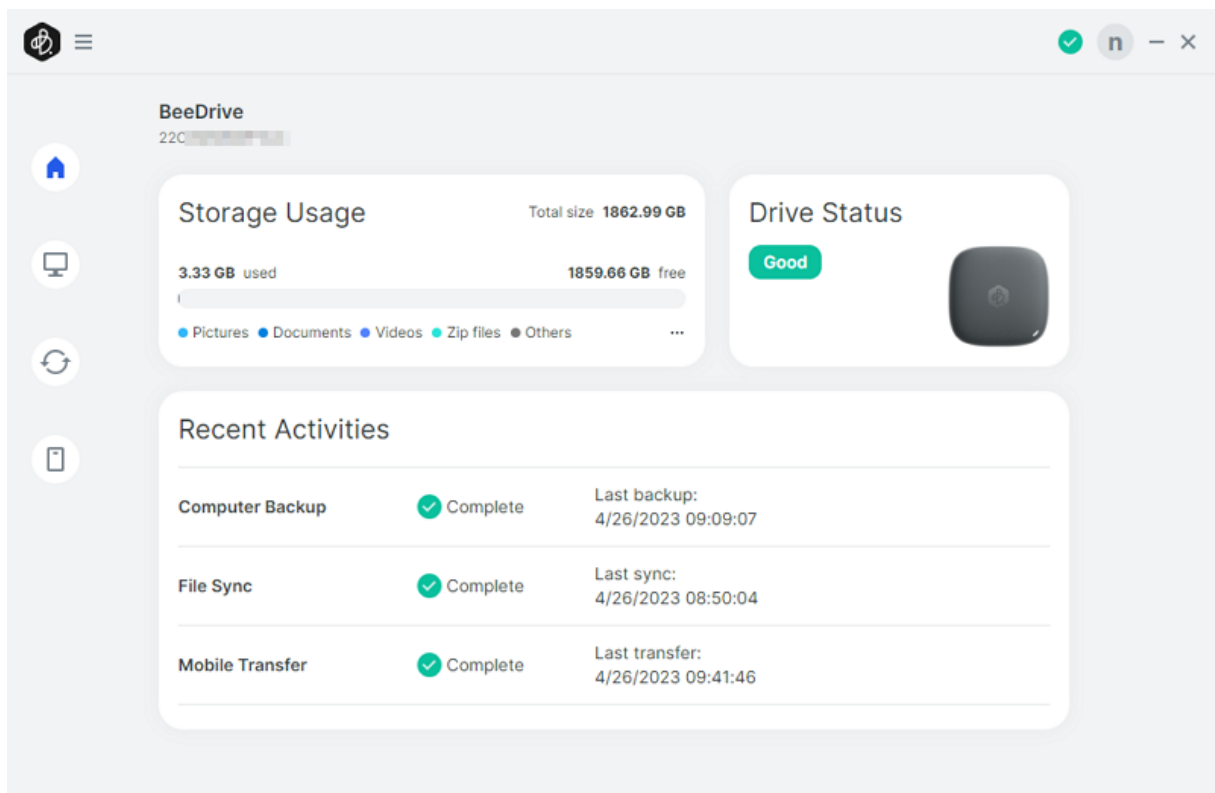 n
BeeDrive
Storage Usage
Total size 1862.99 GB
3.33 GB used
1859.66 GB free
Pictures Documents Videos Zip files Others
Drive Status
Good
Recent Activities
Computer Backup
Complete
Last backup:
4/26/2023 09:09:07
File Sync
Complete
Last sync:
4/26/2023 08:50:04
Mobile Transfer
Complete
Last transfer:
4/26/2023 09:41:46